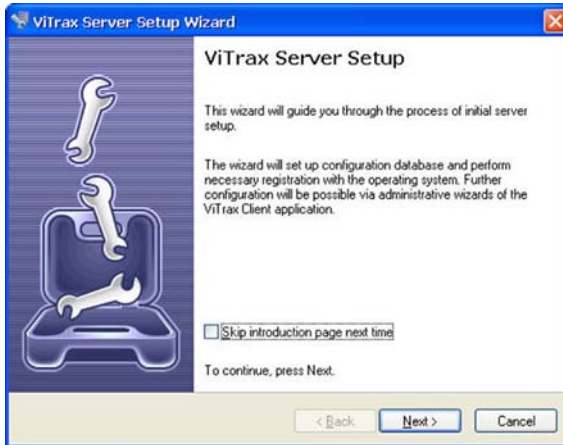 ViTrax Server Setup Wizard
ViTrax Server Setup
This wizard will guide you through the process of initial server
setup.
The wizard will set up configuration database and perform
necessary registration with the operating system. Further
configuration will be possible via administrative wizards of the
ViTrax Client application.
Skip introduction page next time
To continue, press Next.
< Back
Next >
Cancel